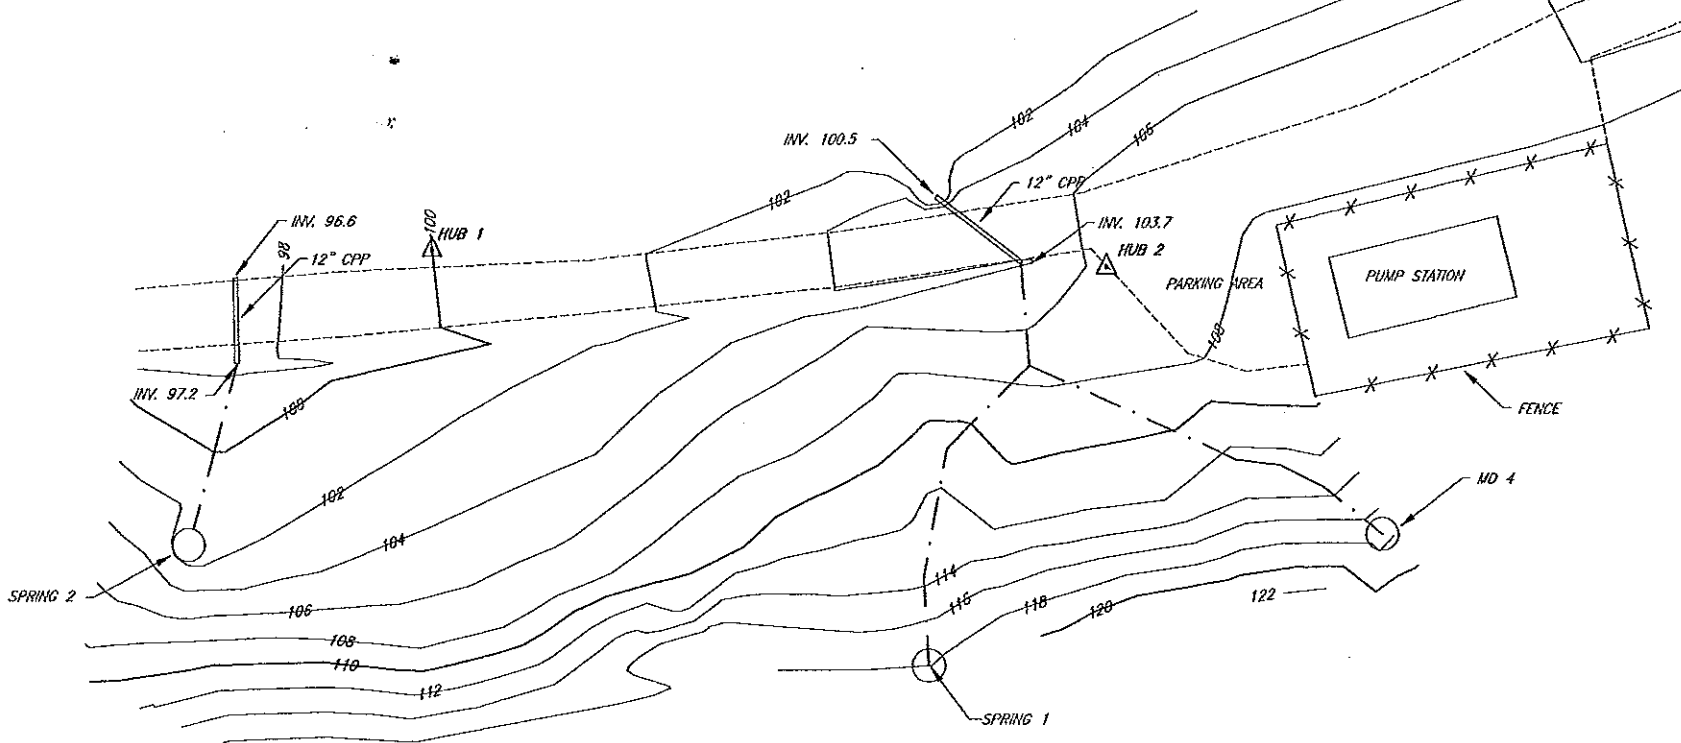 102
104
106
INV. 100.5
12" CPP
102
INV. 96.6
98
12" CPP
100
HUB 1
INV. 103.7
HUB 2
PARKING AREA
PUMP STATION
108
INV. 97.2
100
FENCE
102
MD 4
104
114
SPRING 2
106
116
118
120
122
108
110
112
SPRING 1